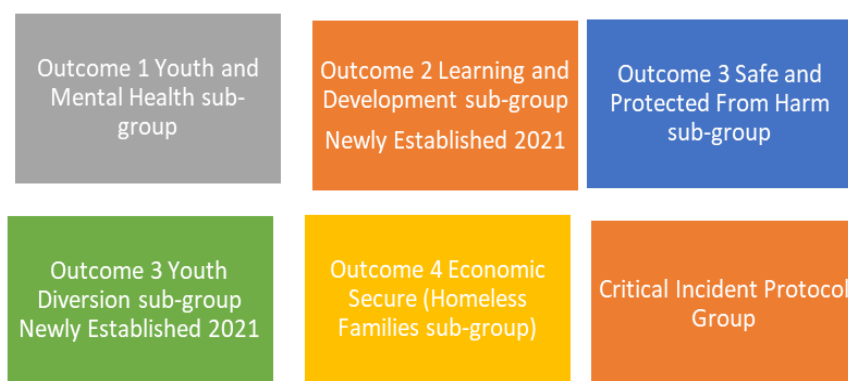 Outcome 1 Youth and
Mental Health sub-
group
Outcome 2 Learning and
Development sub-group
Newly Established 2021
Outcome 3 Safe and
Protected From Harm
sub-group
Outcome 3 Youth
Diversion sub-group
Newly Established 2021
Outcome 4 Economic
Secure (Homeless
Families sub-group)
Critical Incident Protocol
Group